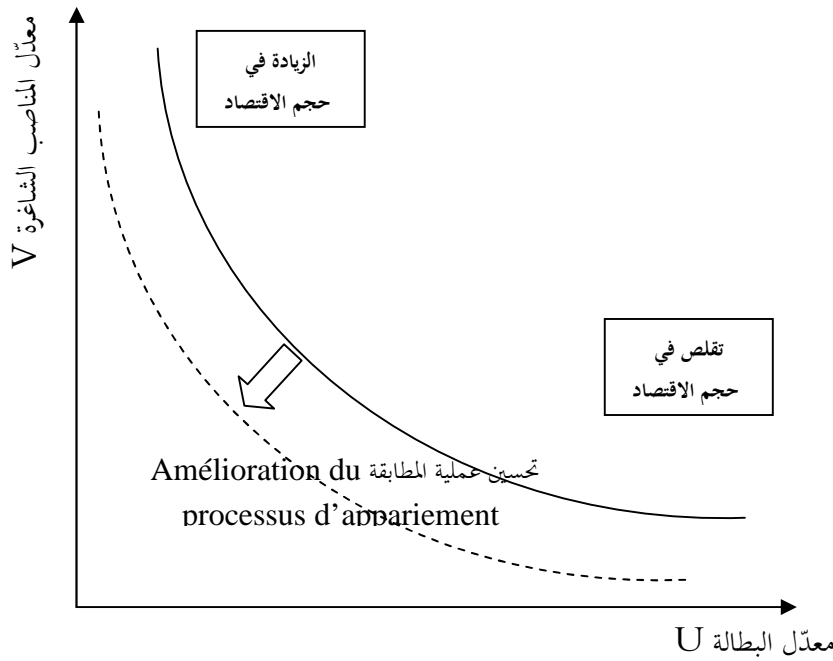 معدّل المناصب الشاغرة V
الزيادة في
حجم الاقتصاد
تقلص في
حجم الاقتصاد
تحسين عملية المطابقة Amélioration du
processus d'appariement
معدّل البطالة U